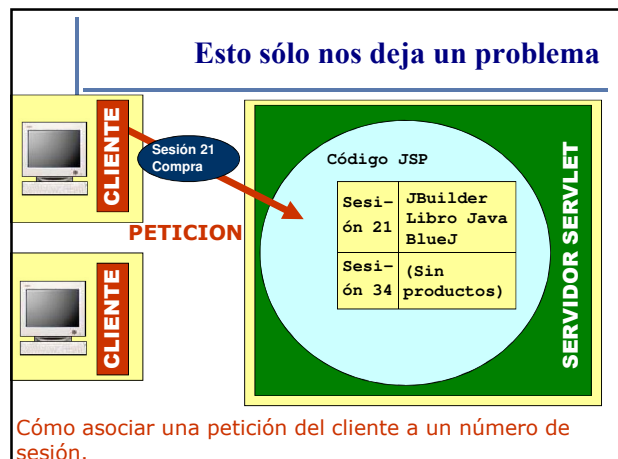 Esto sólo nos deja un problema
CLIENTE
Sesión 21
Compra
PETICION
CLIENTE
Código JSP
Sesi–
ón 21
JBuilder
Libro Java
BlueJ
Sesi–
ón 34
(Sin
productos)
SERVIDOR SERVLET
Cómo asociar una petición del cliente a un número de
sesión.